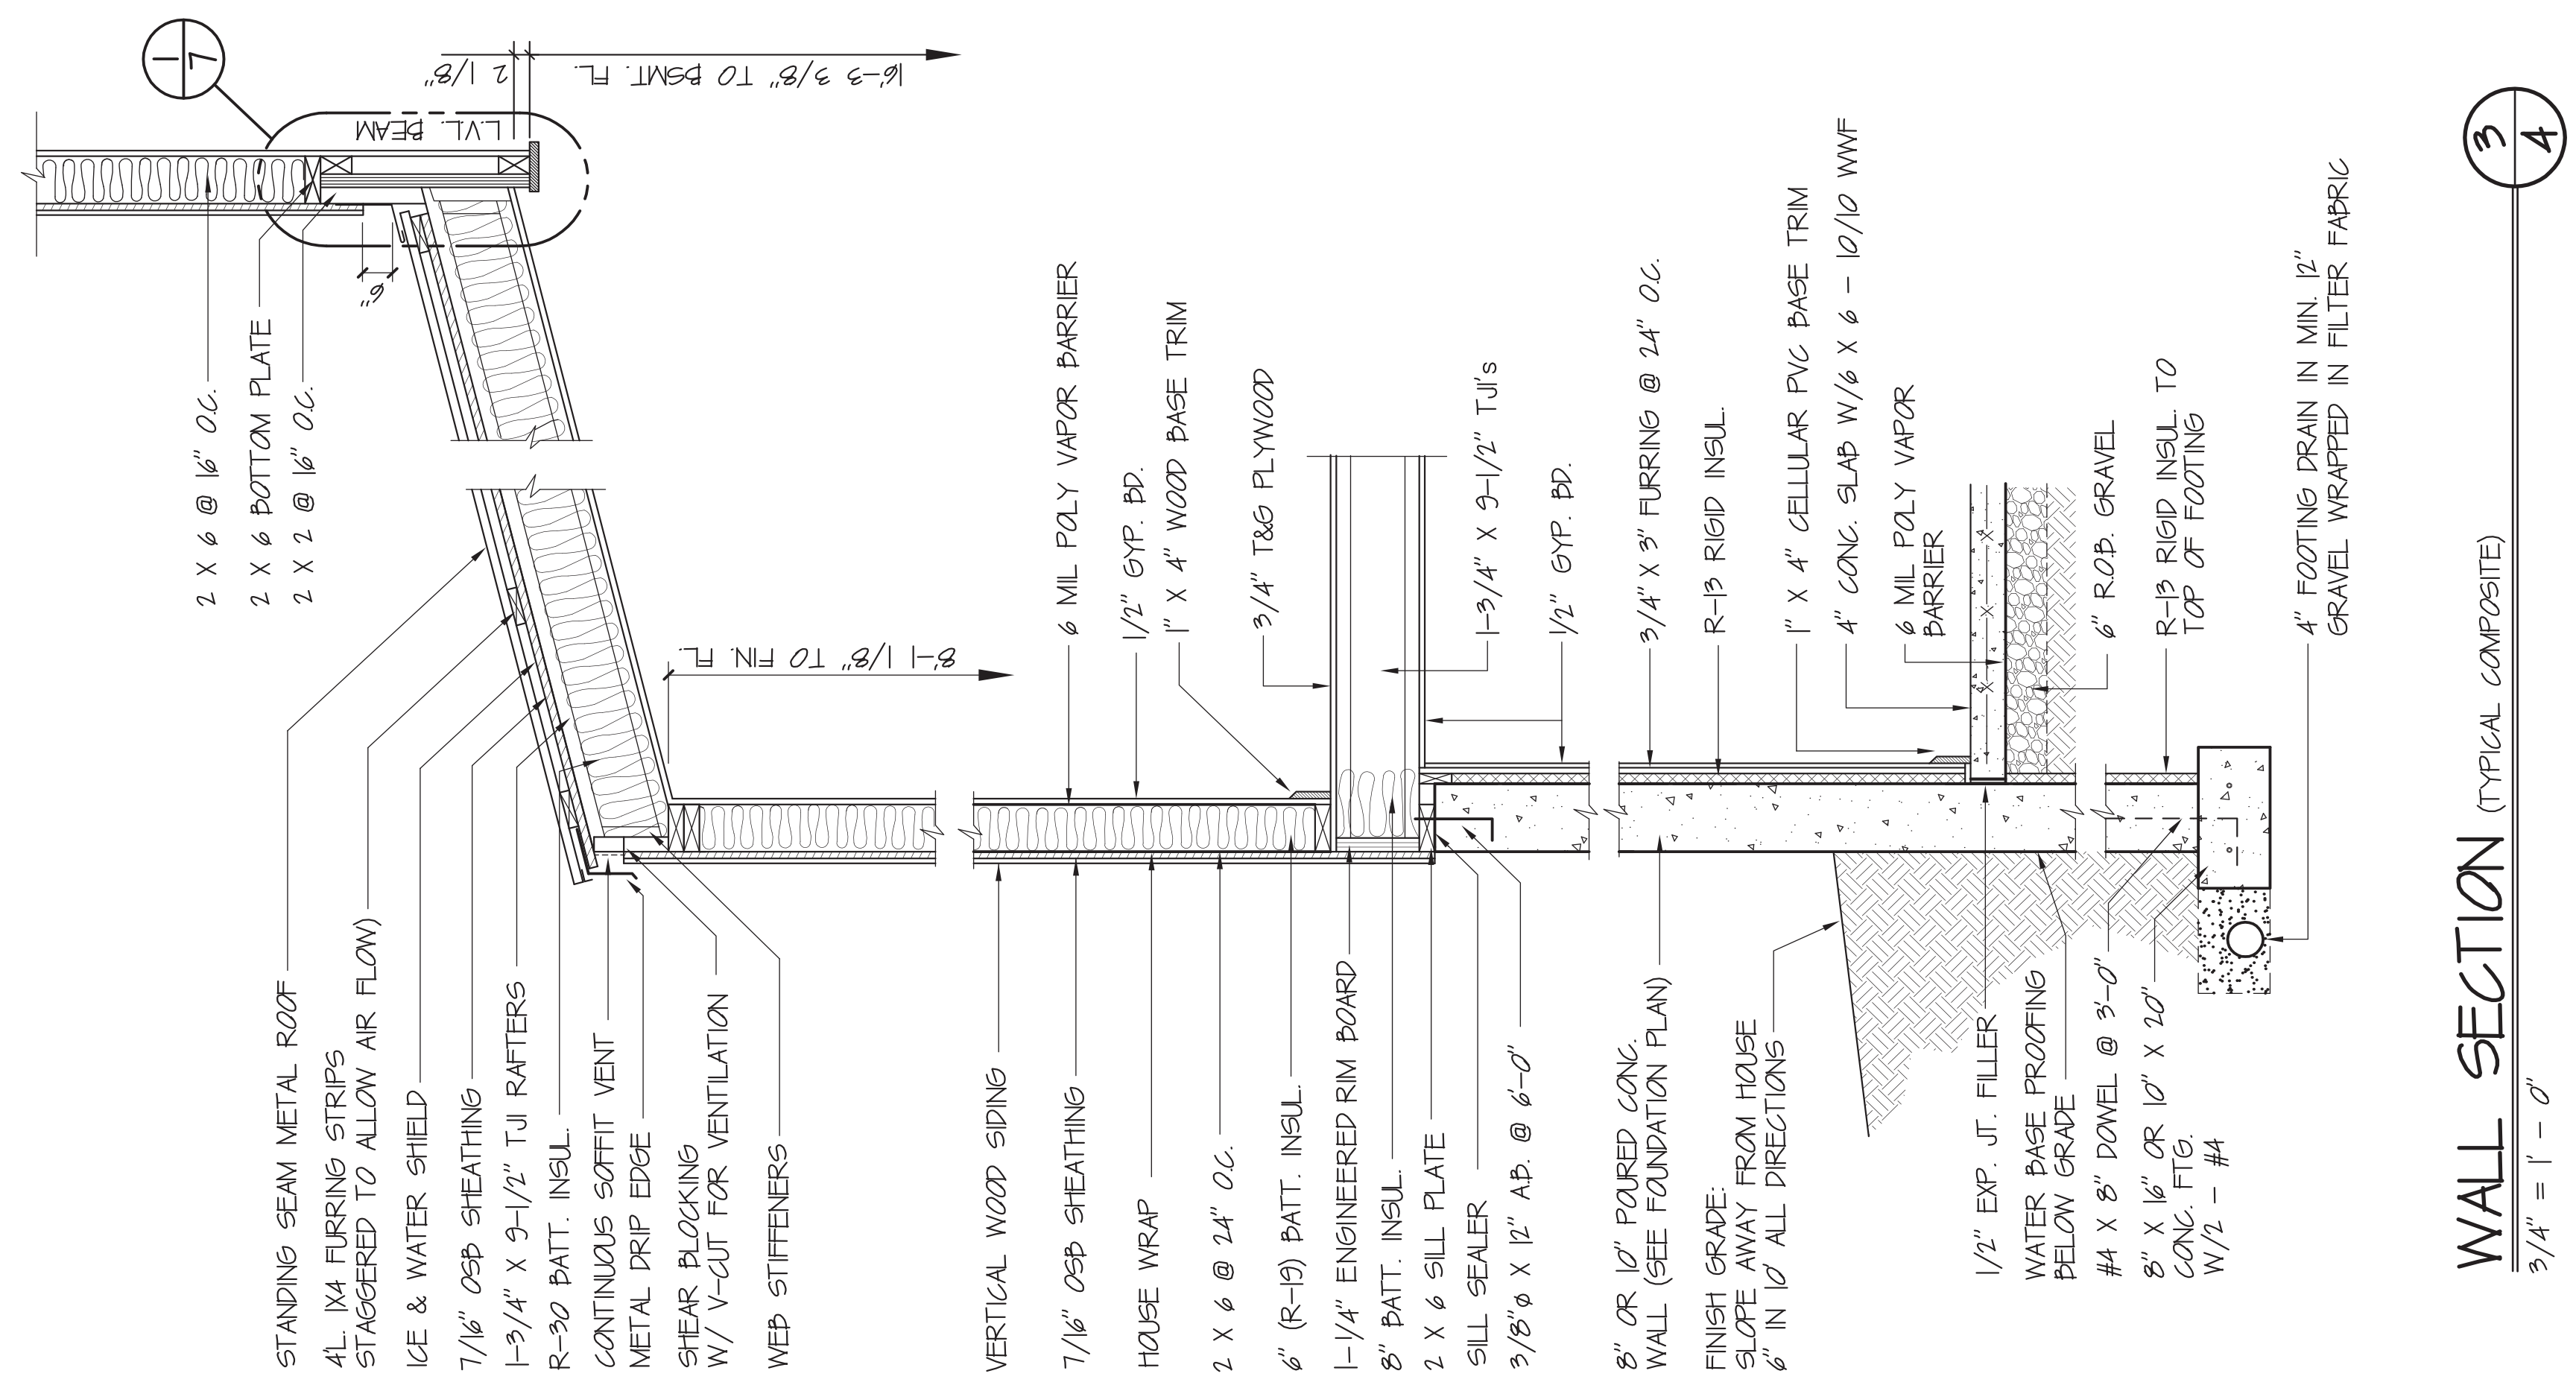 1
7
2 1/8"
16'-3 3/8" TO BSMT. FL.
L.V.L. BEAM
6"
2 X 6 @ 16" O.C.
2 X 6 BOTTOM PLATE
2 X 2 @ 16" O.C.
STANDING SEAM METAL ROOF
4'L. 1X4 FURRING STRIPS
STAGGERED TO ALLOW AIR FLOW)
ICE & WATER SHIELD
7/16" OSB SHEATHING
1-3/4" X 9-1/2" TJI RAFTERS
R-30 BATT. INSUL.
CONTINUOUS SOFFIT VENT
METAL DRIP EDGE
SHEAR BLOCKING
W/ V-CUT FOR VENTILATION
WEB STIFFENERS
8'-1 1/8" TO FIN. FL.
VERTICAL WOOD SIDING
7/16" OSB SHEATHING
HOUSE WRAP
2 X 6 @ 24" O.C.
6" (R-19) BATT. INSUL.
1-1/4" ENGINEERED RIM BOARD
8" BATT. INSUL.
2 X 6 SILL PLATE
SILL SEALER
3/8"ø X 12" A.B. @ 6'-0"
6 MIL POLY VAPOR BARRIER
1/2" GYP. BD.
1" X 4" WOOD BASE TRIM
3/4" T&G PLYWOOD
1-3/4" X 9-1/2" TJI's
1/2" GYP. BD.
3/4" X 3" FURRING @ 24" O.C.
R-13 RIGID INSUL.
1" X 4" CELLULAR PVC BASE TRIM
4" CONC. SLAB W/6 X 6 - 10/10 WWF
6 MIL POLY VAPOR
BARRIER
6" R.O.B. GRAVEL
R-13 RIGID INSUL. TO
TOP OF FOOTING
4" FOOTING DRAIN IN MIN. 12"
GRAVEL WRAPPED IN FILTER FABRIC
8" OR 10" POURED CONC.
WALL (SEE FOUNDATION PLAN)
FINISH GRADE:
SLOPE AWAY FROM HOUSE
6" IN 10' ALL DIRECTIONS
1/2" EXP. JT. FILLER
WATER BASE PROOFING
BELOW GRADE
#4 X 8" DOWEL @ 3'-0"
8" X 16" OR 10" X 20"
CONC. FTG.
W/2 - #4
WALL SECTION (TYPICAL COMPOSITE)
3/4" = 1' - 0"
3
4